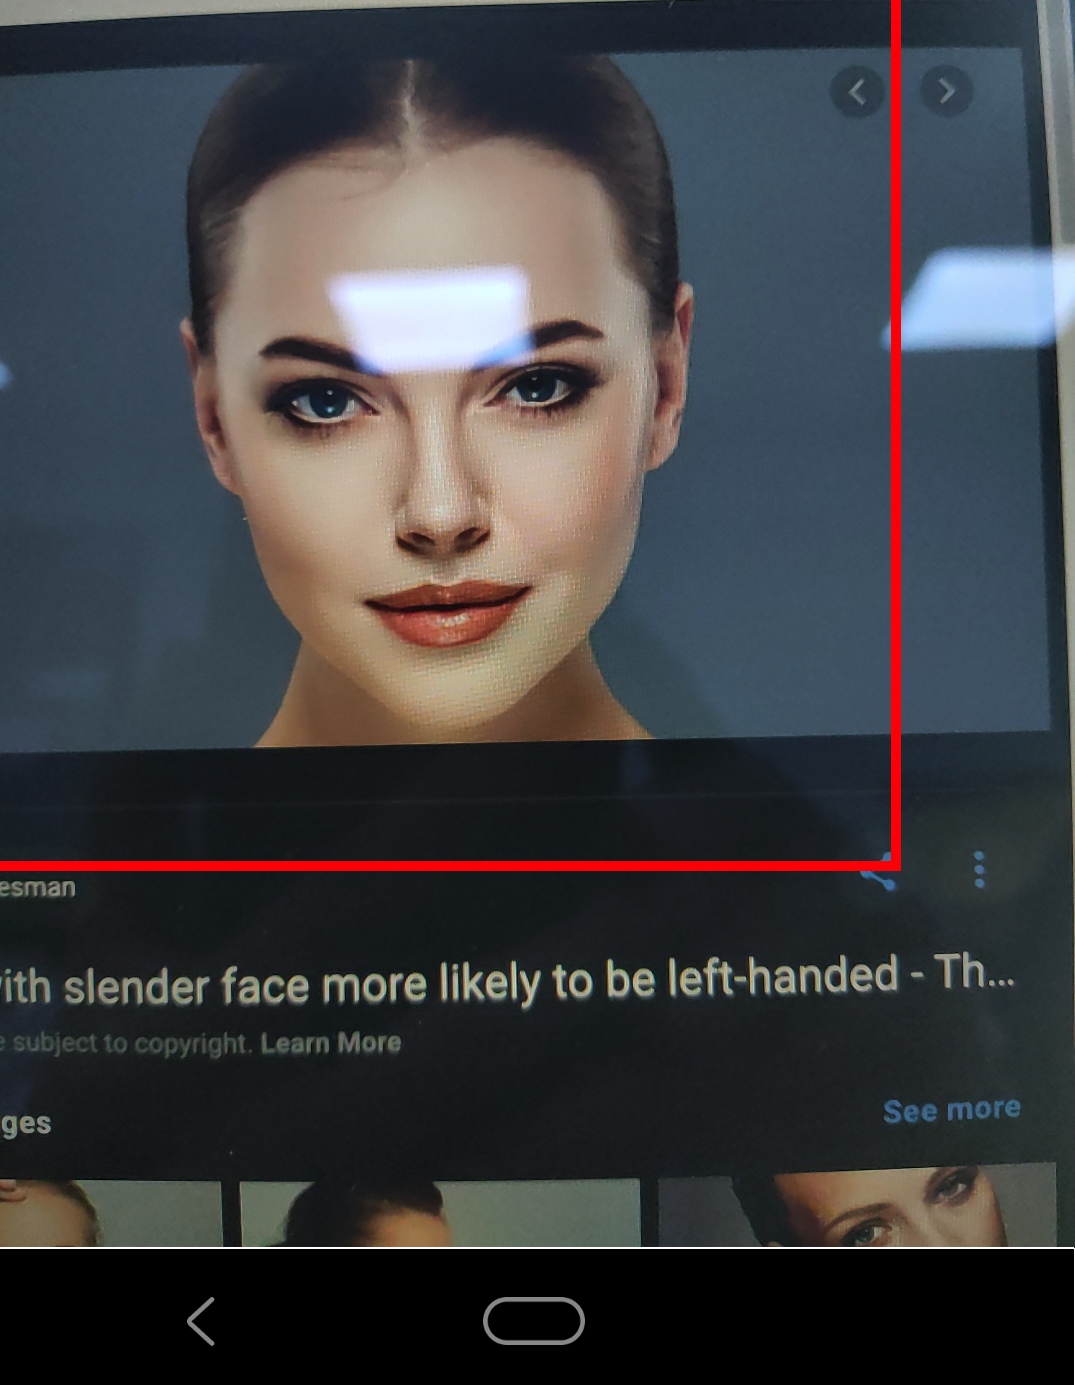 esman
ith slender face more likely to be left-handed - Th...
e subject to copyright. Learn More
ges
See more